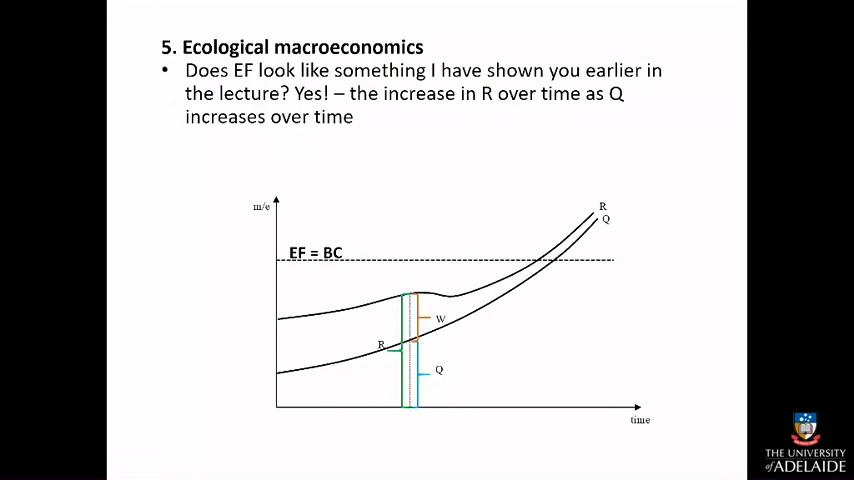 5. Ecological macroeconomics
• Does EF look like something I have shown you earlier in
the lecture? Yes! – the increase in R over time as Q
increases over time
m/e
R
Q
EF = BC
W
R
Q
time
THE UNIVERSITY
of ADELAIDE